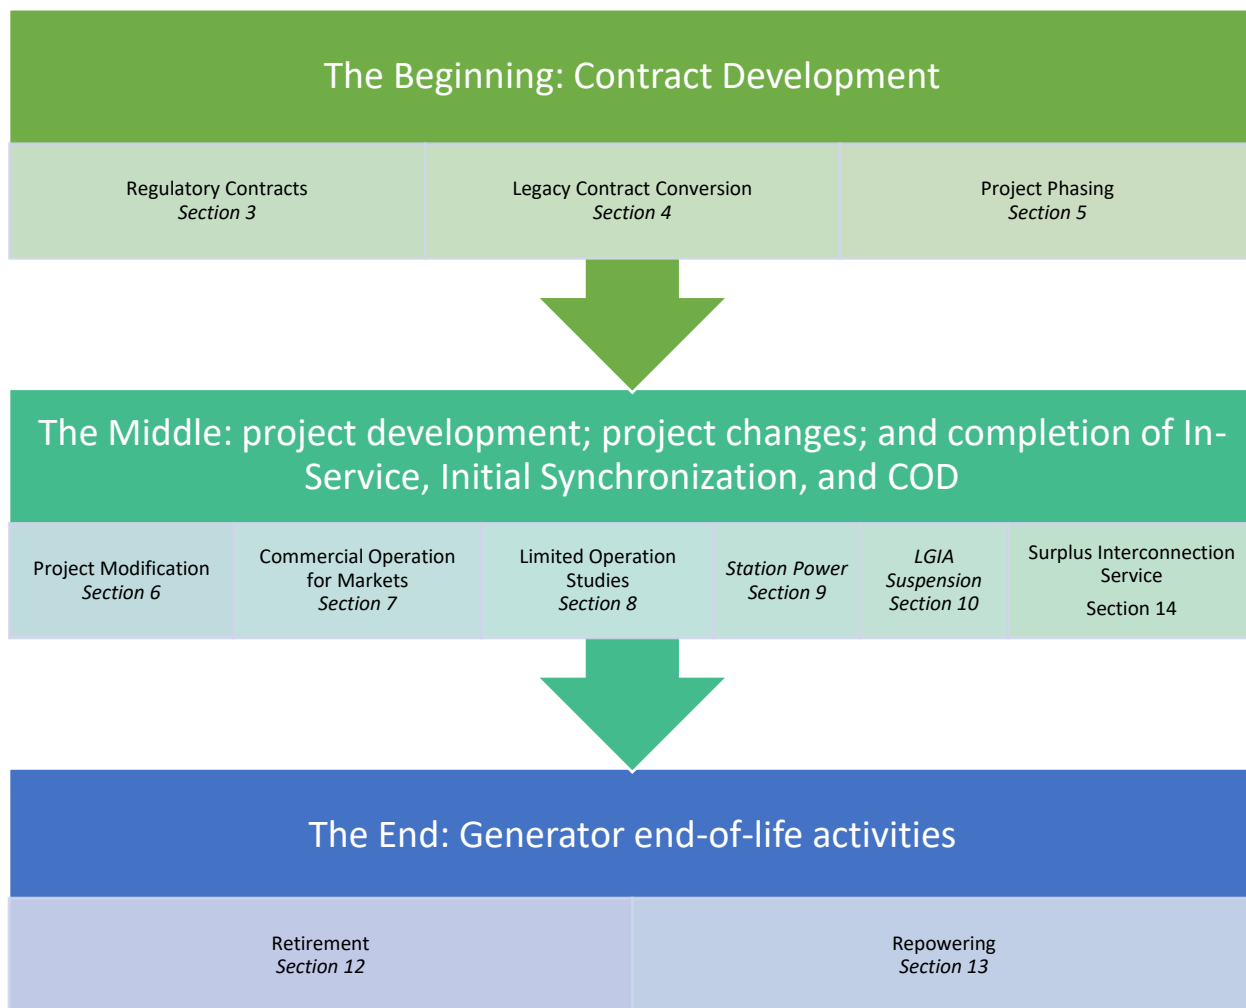 The Beginning: Contract Development
Regulatory Contracts
Section 3
Legacy Contract Conversion
Section 4
Project Phasing
Section 5
The Middle: project development; project changes; and completion of In-
Service, Initial Synchronization, and COD
Project Modification
Section 6
Commercial Operation
for Markets
Section 7
Limited Operation
Studies
Section 8
Station Power
Section 9
LGIA
Suspension
Section 10
Surplus Interconnection
Service
Section 14
The End: Generator end-of-life activities
Retirement
Section 12
Repowering
Section 13